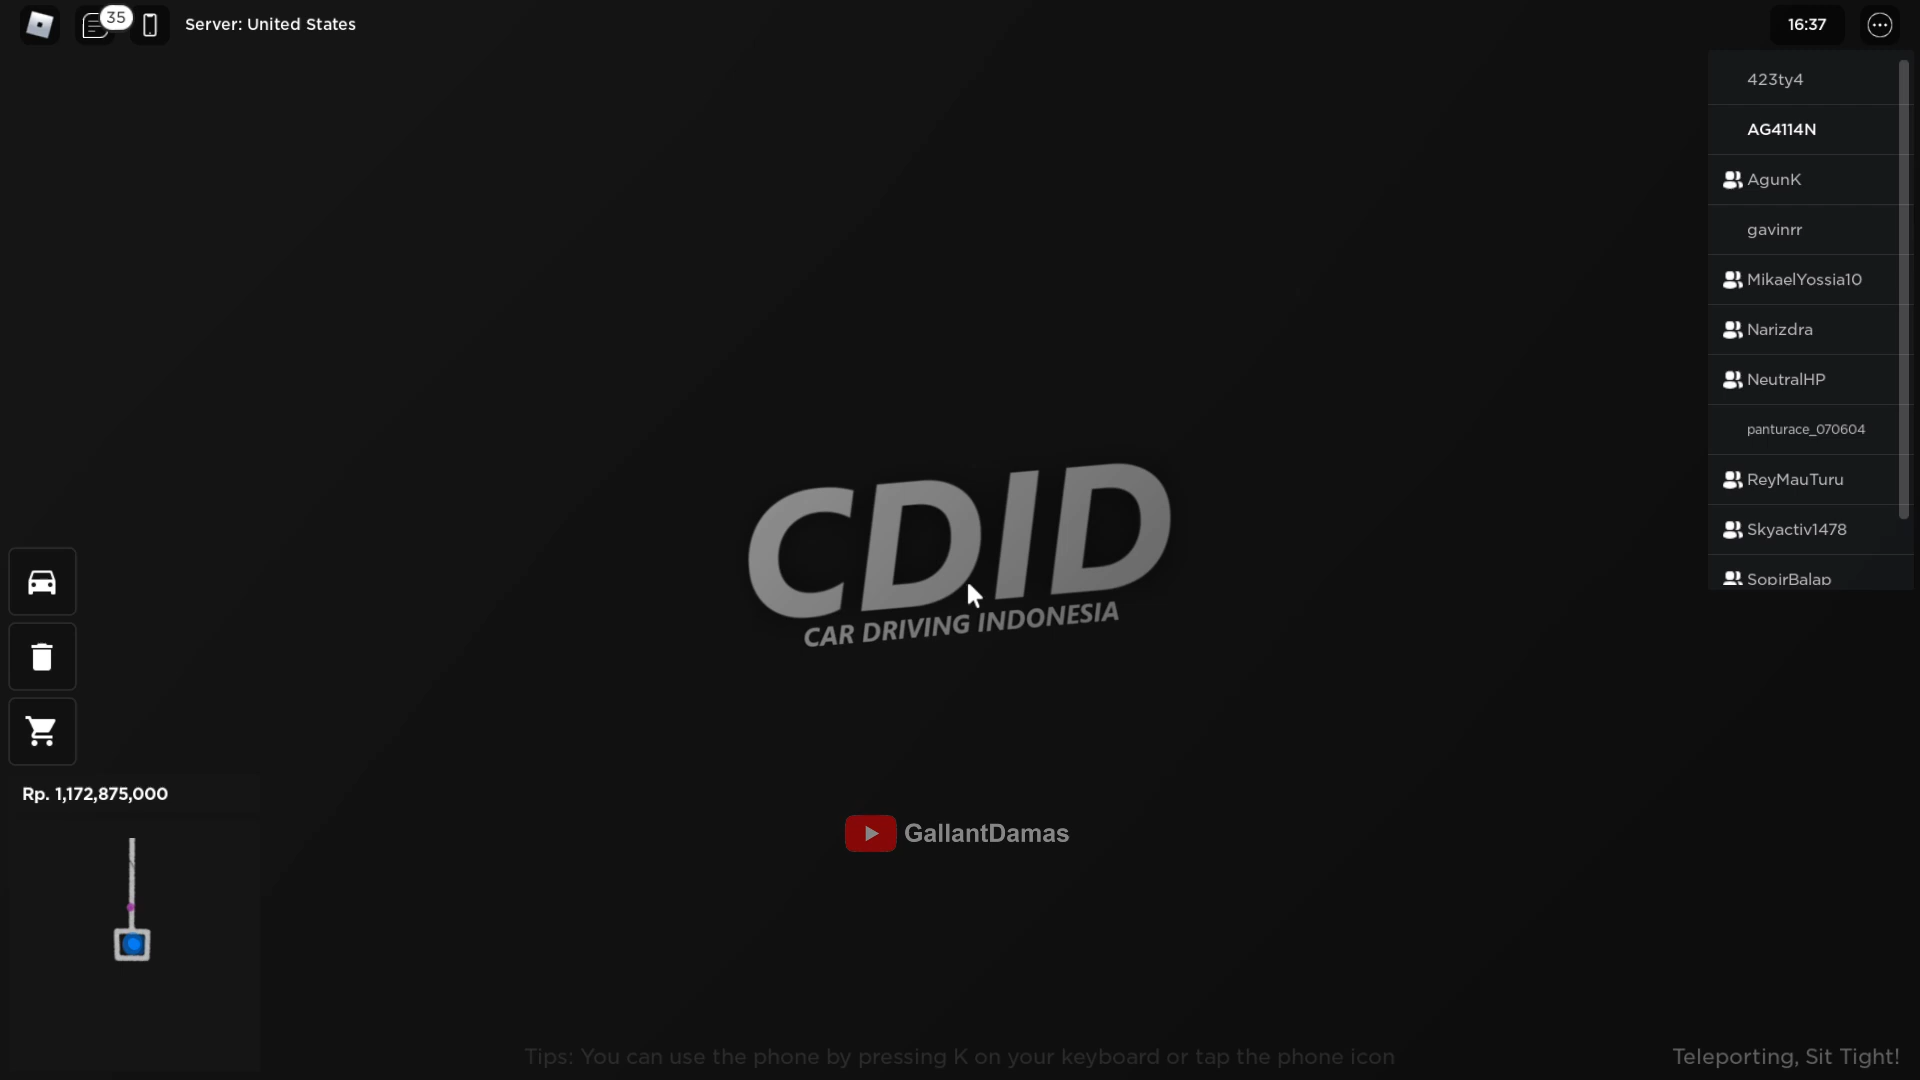 35
Server: United States
16:37
423ty4
AG4114N
AgunK
gavinrr
MikaelYossia10
Narizdra
NeutralHP
panturace_070604
ReyMauTuru
Skyactiv1478
SopirBalap
CDID
CAR DRIVING INDONESIA
Rp. 1,172,875,000
GallantDamas
Tips: You can use the phone by pressing K on your keyboard or tap the phone icon
Teleporting, Sit Tight!